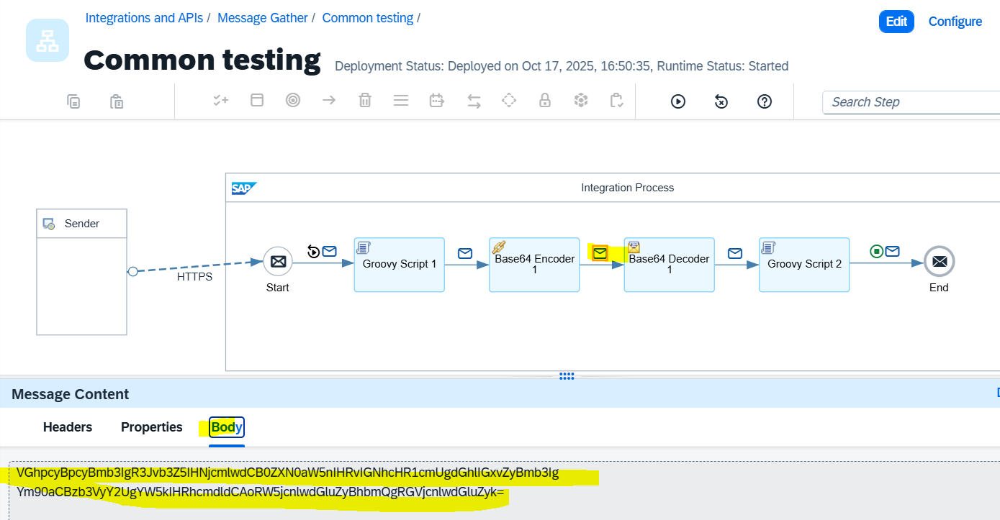 Integrations and APIs / Message Gather / Common testing /
Edit Configure
Common testing Deployment Status: Deployed on Oct 17, 2025, 16:50:35, Runtime Status: Started
Search Step
SAP Integration Process
Sender
HTTPS
Start
Groovy Script 1
Base64 Encoder
1
Base64 Decoder
1
Groovy Script 2
End
Message Content
Headers Properties Body
VGhpcyBpcyBmb3IgR3Jvb3Z5IHNjcmlwdCB0ZXN0aW5nIHRvIGNhcHR1cmUgdGhlIGxvZyBmb3Ig
Ym90aCBzb3VyY2UgYW5kIHRhcmdldCAoRW5jcnlwdGluZyBhbmQgRGVjcnlwdGluZyk=